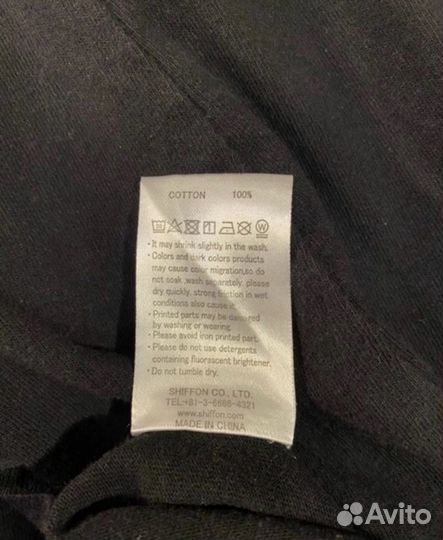 COTTON 100%
• It may shrink slightly in the wash.
• Colors and dark colors products
may cause color migration,so do
not soak ,wash separately, please
dry quickly, strong friction in wet
conditions also cause it.
• Printed parts may be damaged
by washing or wearing.
• Please avoid iron printed part.
• Please do not use detergents
containing fluorescent brightener.
• Do not tumble dry.
SHIFFON CO., LTD.
TEL:+81-3-6686-4321
www.shiffon.com
MADE IN CHINA
Avito